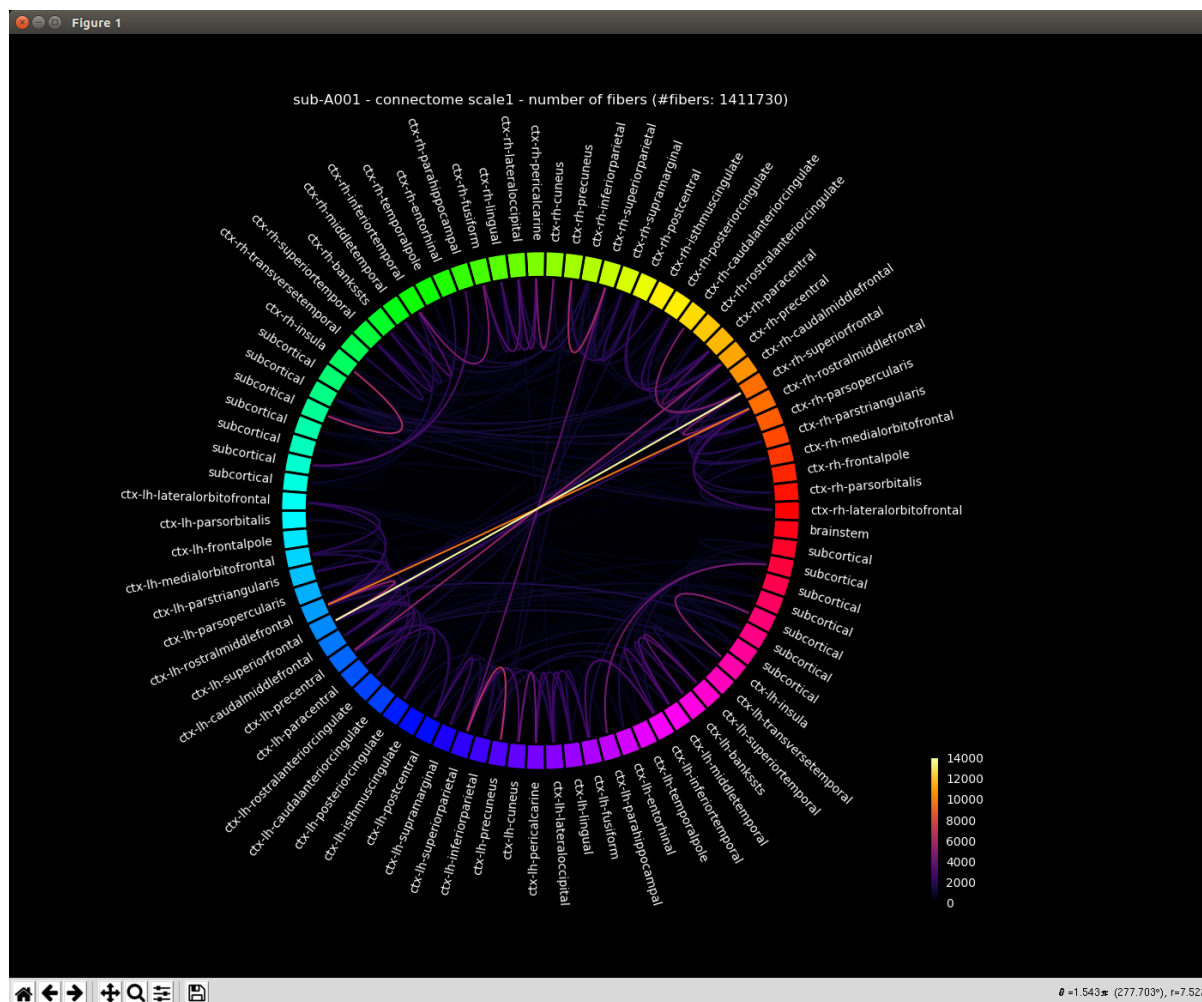 Figure 1
sub-A001 - connectome scale1 - number of fibers (#fibers: 1411730)
ctx-rh-pericalcarine
ctx-rh-cuneus
ctx-rh-precuneus
ctx-rh-inferiorparietal
ctx-rh-superiorparietal
ctx-rh-supramarginal
ctx-rh-postcentral
ctx-rh-isthmuscingulate
ctx-rh-posteriorcingulate
ctx-rh-caudalanteriorcingulate
ctx-rh-rostralanteriorcingulate
ctx-rh-paracentral
ctx-rh-precentral
ctx-rh-caudalmiddlefrontal
ctx-rh-superiorfrontal
ctx-rh-rostralmiddlefrontal
ctx-rh-parsopercularis
ctx-rh-parstriangularis
ctx-rh-medialorbitofrontal
ctx-rh-frontalpole
ctx-rh-parsorbitalis
ctx-rh-lateralorbitofrontal
brainstem
subcortical
subcortical
subcortical
subcortical
subcortical
subcortical
subcortical
ctx-lh-insula
ctx-lh-transversetemporal
ctx-lh-superiortemporal
ctx-lh-bankssts
ctx-lh-middletemporal
ctx-lh-inferiortemporal
ctx-lh-temporalpole
ctx-lh-entorhinal
ctx-lh-parahippocampal
ctx-lh-fusiform
ctx-lh-lingual
ctx-lh-lateraloccipital
ctx-lh-pericalcarine
ctx-lh-cuneus
ctx-lh-precuneus
ctx-lh-inferiorparietal
ctx-lh-superiorparietal
ctx-lh-supramarginal
ctx-lh-postcentral
ctx-lh-isthmuscingulate
ctx-lh-posteriorcingulate
ctx-lh-caudalanteriorcingulate
ctx-lh-rostralanteriorcingulate
ctx-lh-paracentral
ctx-lh-precentral
ctx-lh-caudalmiddlefrontal
ctx-lh-superiorfrontal
ctx-lh-rostralmiddlefrontal
ctx-lh-parsopercularis
ctx-lh-parstriangularis
ctx-lh-medialorbitofrontal
ctx-lh-frontalpole
ctx-lh-parsorbitalis
ctx-lh-lateralorbitofrontal
subcortical
subcortical
subcortical
subcortical
subcortical
subcortical
subcortical
ctx-rh-insula
ctx-rh-transversetemporal
ctx-rh-superiortemporal
ctx-rh-bankssts
ctx-rh-middletemporal
ctx-rh-inferiortemporal
ctx-rh-temporalpole
ctx-rh-entorhinal
ctx-rh-parahippocampal
ctx-rh-fusiform
ctx-rh-lingual
ctx-rh-lateraloccipital
14000
12000
10000
8000
6000
4000
2000
0
θ =1.543π (277.703°), r=7.52